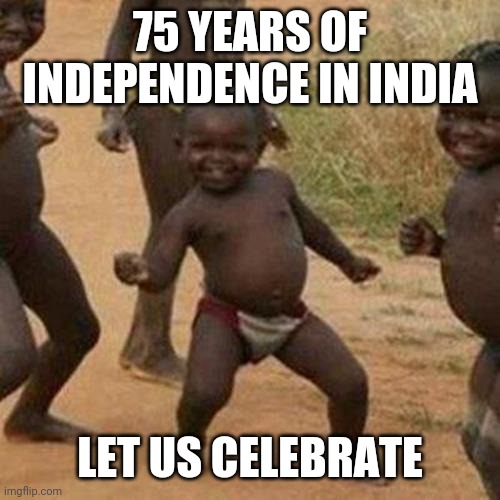 75 YEARS OF
INDEPENDENCE IN INDIA
LET US CELEBRATE
imgflip.com